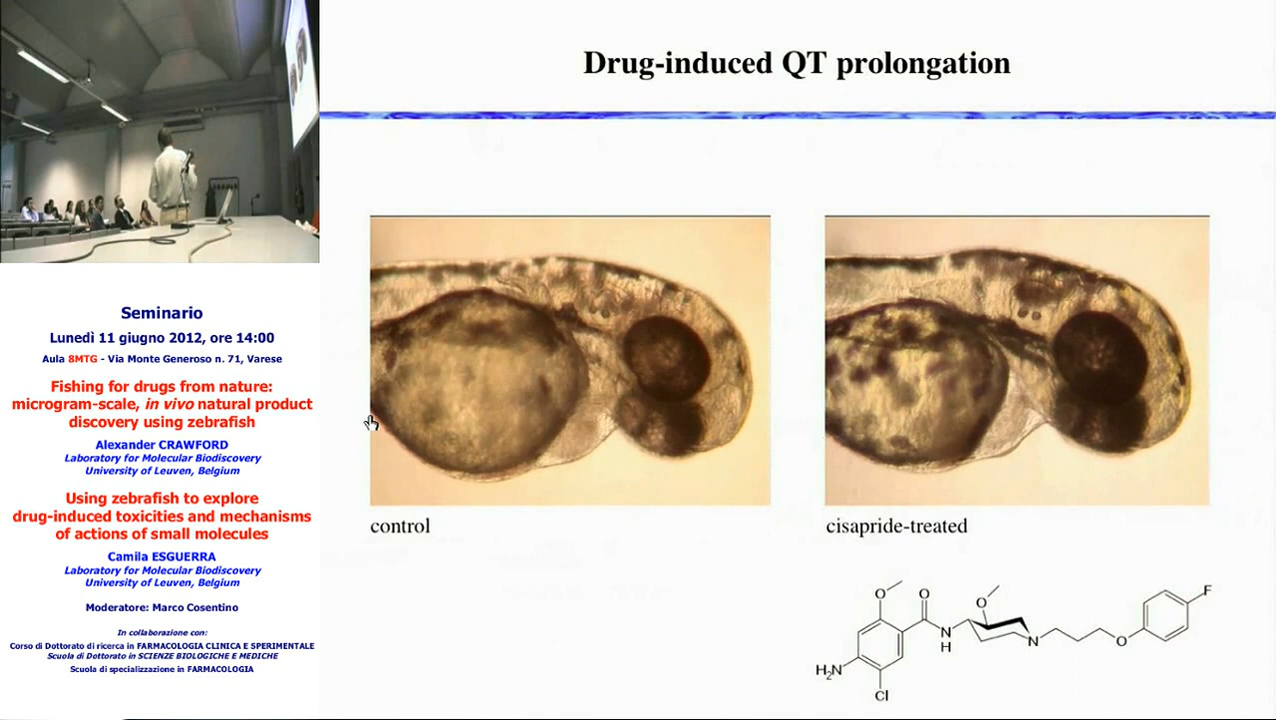 Seminario
Lunedì 11 giugno 2012, ore 14:00
Aula 8MTG - Via Monte Generoso n. 71, Varese
Fishing for drugs from nature:
microgram-scale, in vivo natural product
discovery using zebrafish
Alexander CRAWFORD
Laboratory for Molecular Biodiscovery
University of Leuven, Belgium
Using zebrafish to explore
drug-induced toxicities and mechanisms
of actions of small molecules
Camila ESGUERRA
Laboratory for Molecular Biodiscovery
University of Leuven, Belgium
Moderatore: Marco Cosentino
In collaborazione con:
Corso di Dottorato di ricerca in FARMACOLOGIA CLINICA E SPERIMENTALE
Scuola di Dottorato in SCIENZE BIOLOGICHE E MEDICHE
Scuola di specializzazione in FARMACOLOGIA
Drug-induced QT prolongation
control
cisapride-treated
O
O
O
F
N
H
N
O
H₂N
Cl